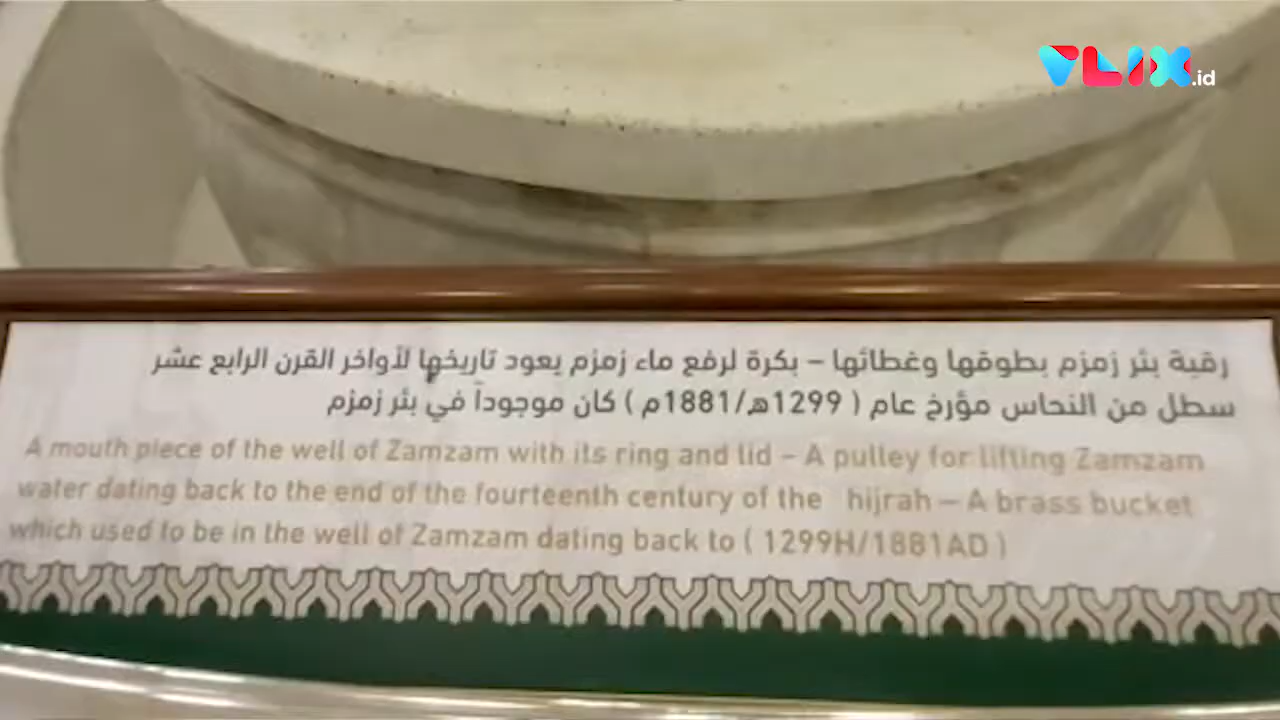 VLIX.id
رقبة بئر زمزم بطوقها وغطائها – بكرة لرفع ماء زمزم يعود تاريخها لأواخر القرن الرابع عشر
سطل من النحاس مؤرخ عام ( 1299هـ/1881م ) كان موجوداً في بئر زمزم
A mouth piece of the well of Zamzam with its ring and lid – A pulley for lifting Zamzam
water dating back to the end of the fourteenth century of the hijrah – A brass bucket
which used to be in the well of Zamzam dating back to ( 1299H/1881AD )